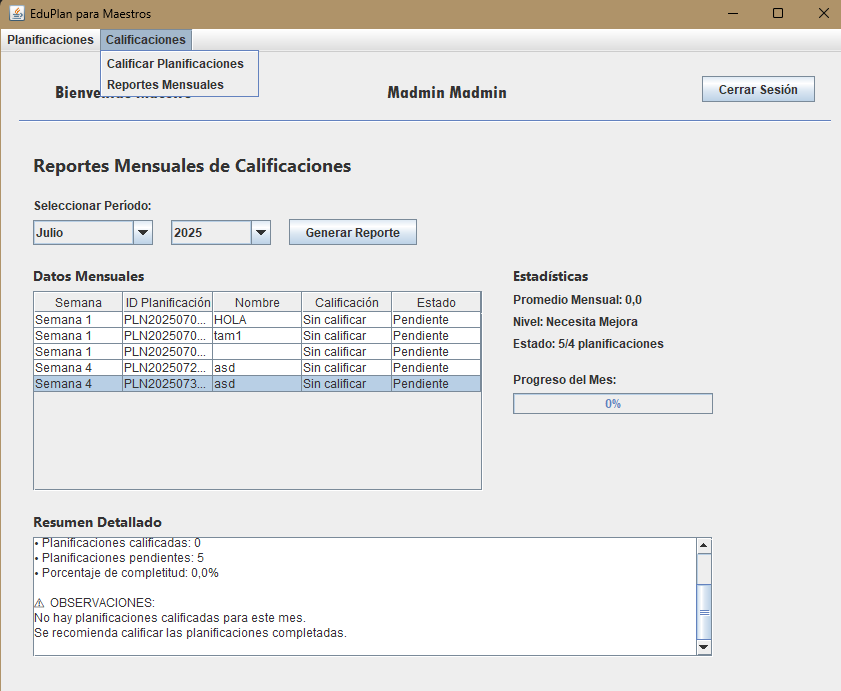 EduPlan para Maestros
Planificaciones Calificaciones
Calificar Planificaciones
Reportes Mensuales
Madmin Madmin
Cerrar Sesión
Reportes Mensuales de Calificaciones
Seleccionar Período:
Julio 2025 Generar Reporte
Datos Mensuales
Semana ID Planificación Nombre Calificación Estado
Semana 1 PLN2025070... HOLA Sin calificar Pendiente
Semana 1 PLN2025070... tam1 Sin calificar Pendiente
Semana 1 PLN2025070... Sin calificar Pendiente
Semana 4 PLN2025072... asd Sin calificar Pendiente
Semana 4 PLN2025073... asd Sin calificar Pendiente
Estadísticas
Promedio Mensual: 0,0
Nivel: Necesita Mejora
Estado: 5/4 planificaciones
Progreso del Mes:
0%
Resumen Detallado
• Planificaciones calificadas: 0
• Planificaciones pendientes: 5
• Porcentaje de completitud: 0,0%
⚠ OBSERVACIONES:
No hay planificaciones calificadas para este mes.
Se recomienda calificar las planificaciones completadas.